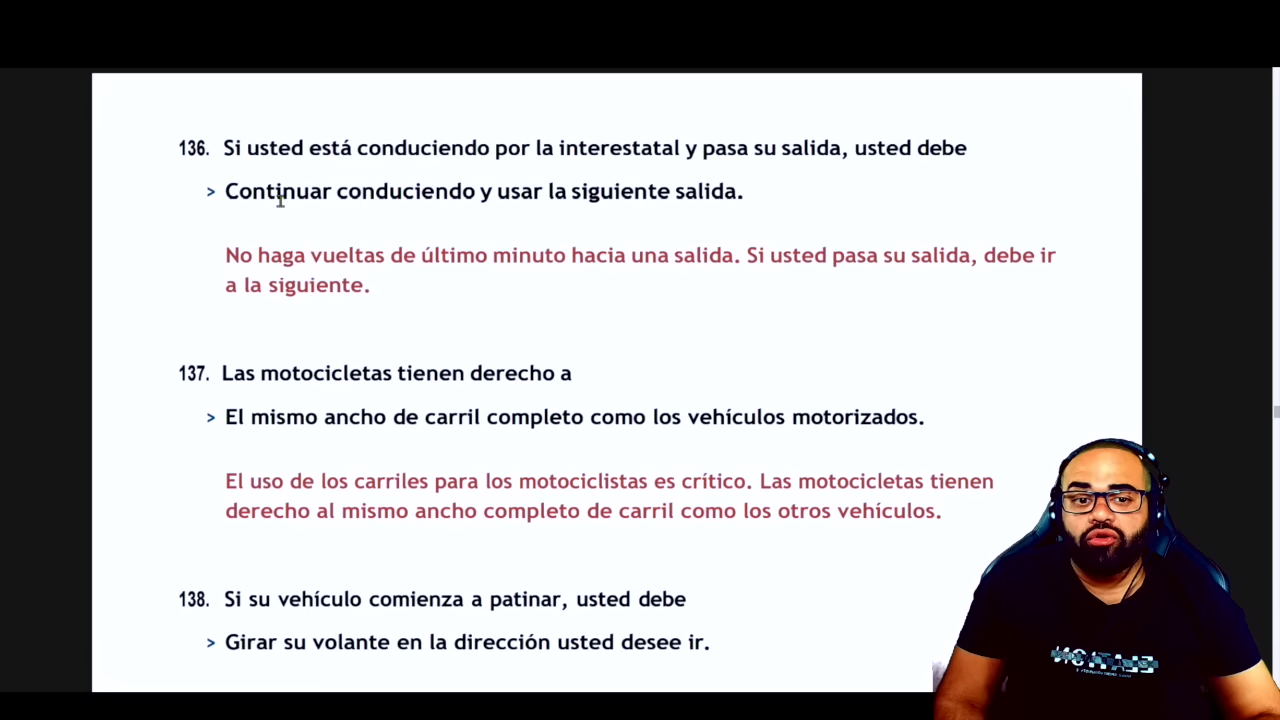 136. Si usted está conduciendo por la interestatal y pasa su salida, usted debe
> Continuar conduciendo y usar la siguiente salida.
No haga vueltas de último minuto hacia una salida. Si usted pasa su salida, debe ir
a la siguiente.
137. Las motocicletas tienen derecho a
> El mismo ancho de carril completo como los vehículos motorizados.
El uso de los carriles para los motociclistas es crítico. Las motocicletas tienen
derecho al mismo ancho completo de carril como los otros vehículos.
138. Si su vehículo comienza a patinar, usted debe
> Girar su volante en la dirección usted desee ir.